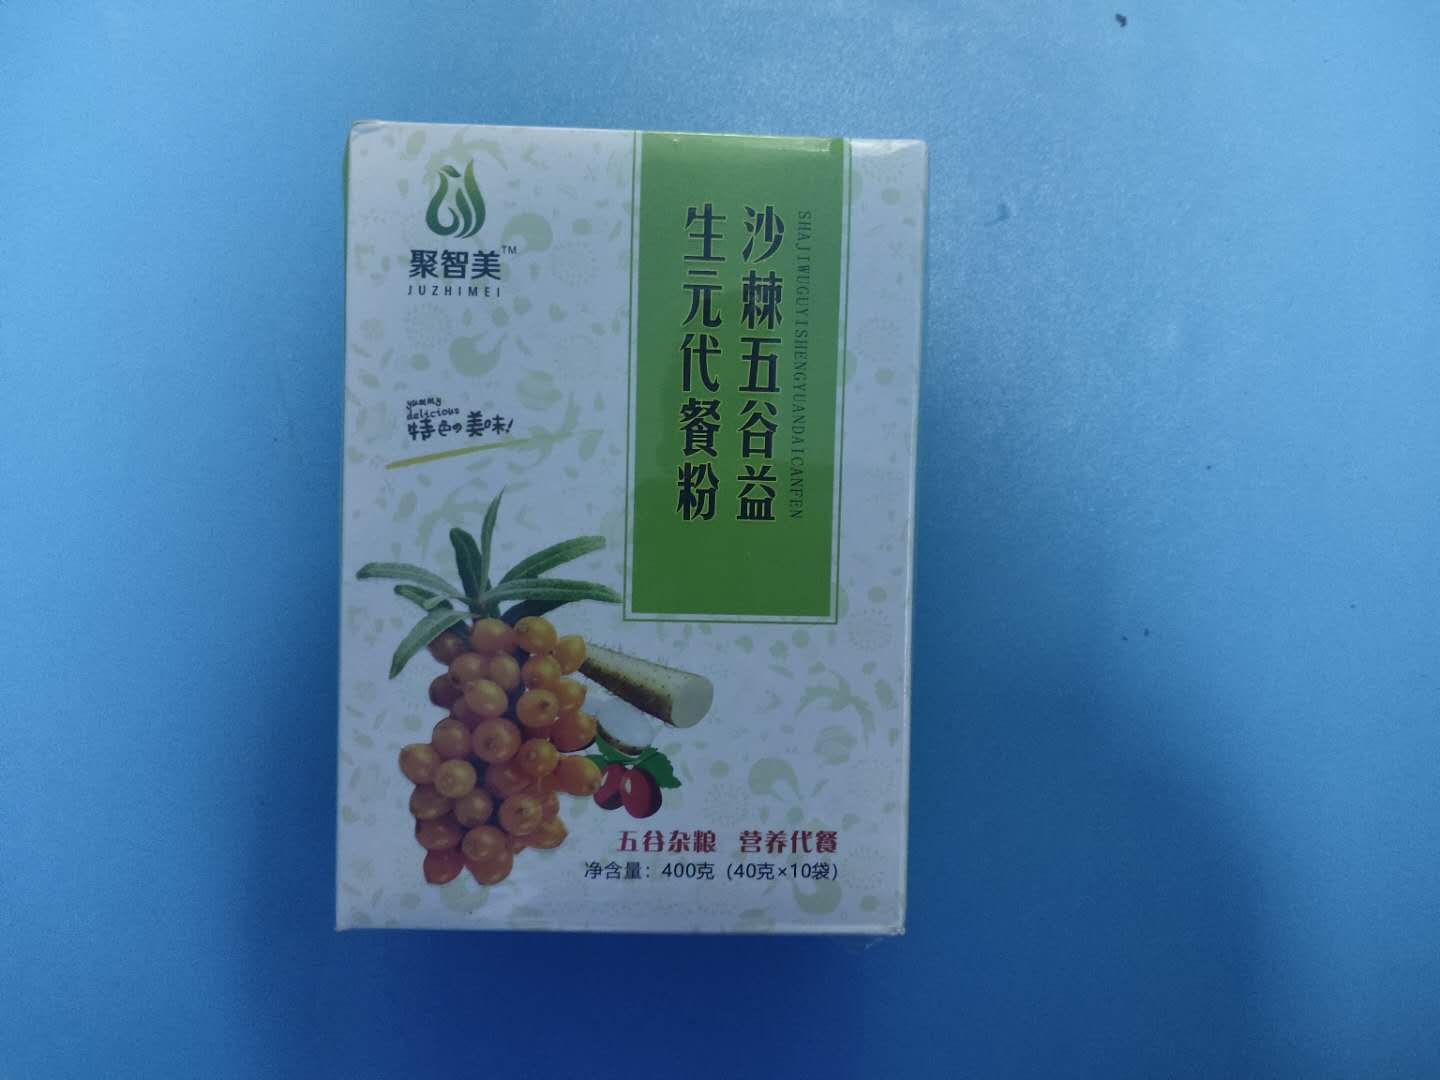 聚智美™
JUZHIMEI
yummy
delicious
特色の美味!
SHAJIWUGUYISHENGYUANDAICANFEN
沙棘五谷益
生元代餐粉
五谷杂粮 营养代餐
净含量：400克（40克×10袋）